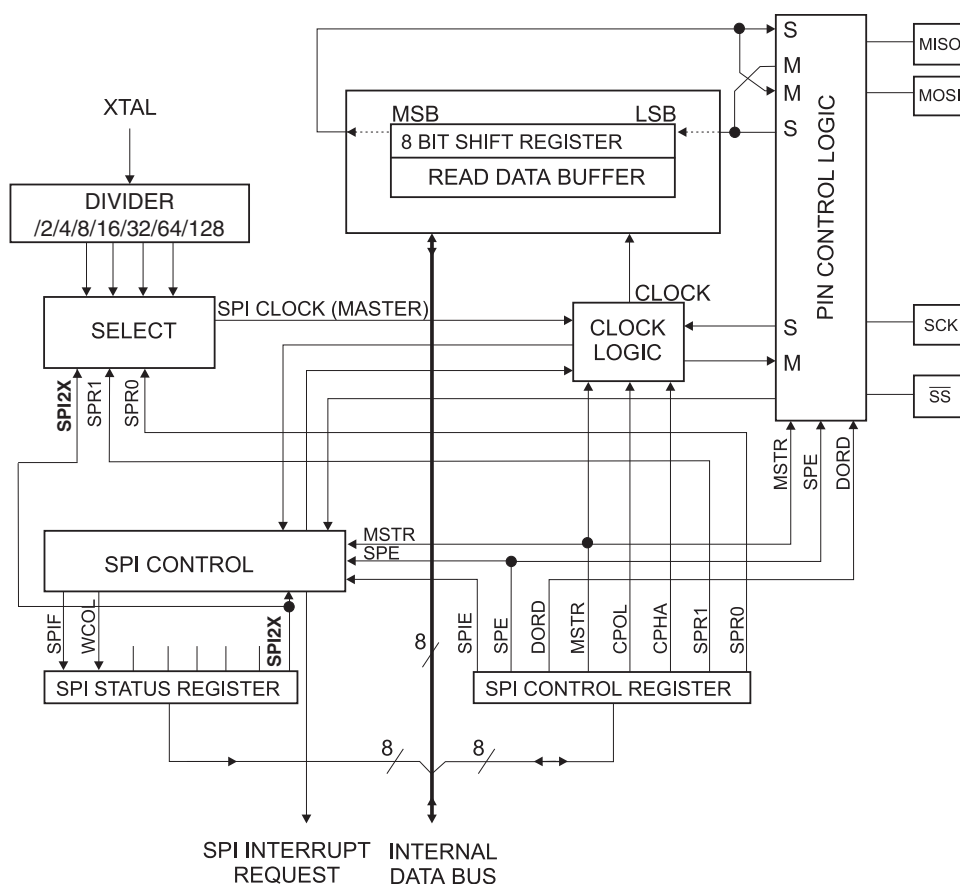 S
MISO
M
M
MOSI
XTAL
MSB
LSB
S
8 BIT SHIFT REGISTER
READ DATA BUFFER
DIVIDER
/2/4/8/16/32/64/128
PIN CONTROL LOGIC
SPI CLOCK (MASTER)
CLOCK
SELECT
CLOCK
LOGIC
S
M
SCK
SS
SPI2X
SPR1
SPR0
MSTR
SPE
DORD
MSTR
SPE
SPI CONTROL
SPIF
WCOL
SPI2X
8
SPIE
SPE
DORD
MSTR
CPOL
CPHA
SPR1
SPR0
SPI STATUS REGISTER
SPI CONTROL REGISTER
8
8
SPI INTERRUPT
REQUEST
INTERNAL
DATA BUS